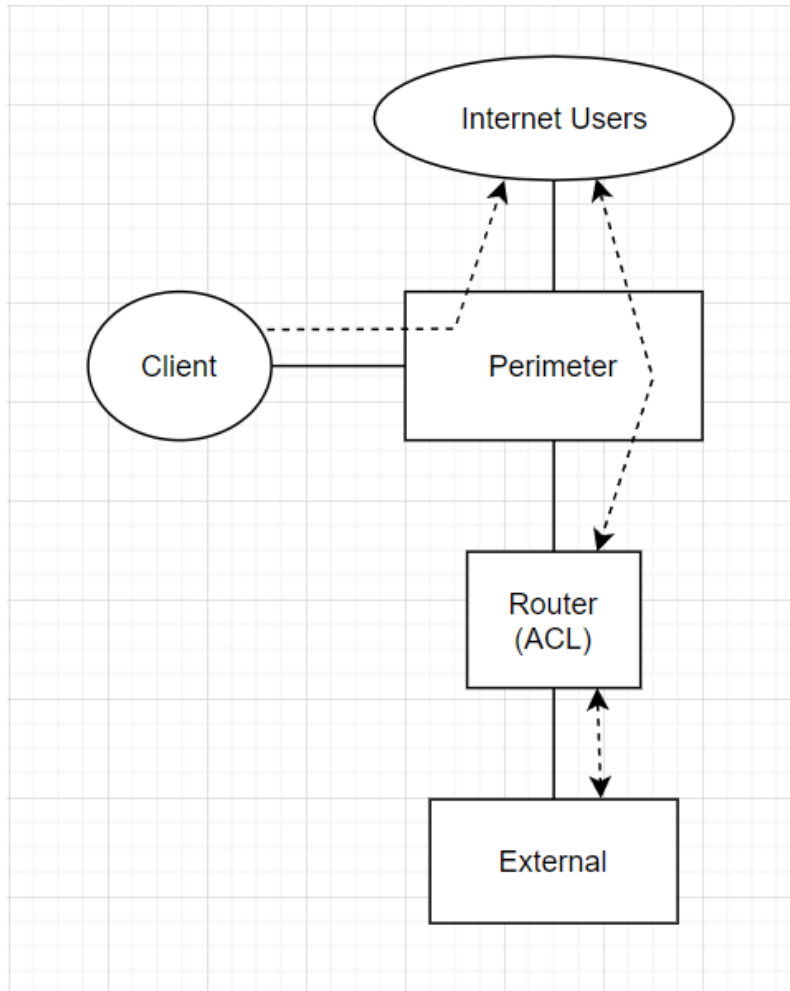 Internet Users
Client
Perimeter
Router
(ACL)
External